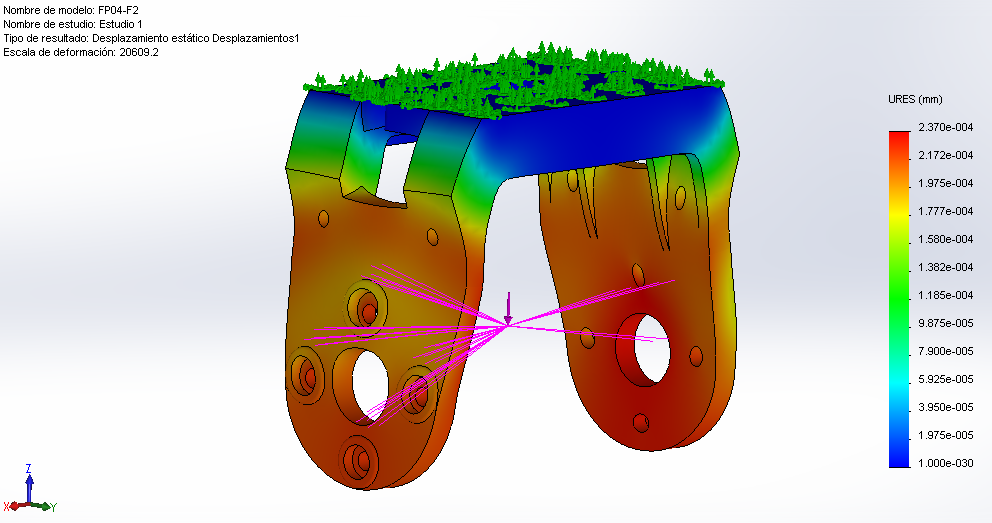 Nombre de modelo: FP04-F2
Nombre de estudio: Estudio 1
Tipo de resultado: Desplazamiento estático Desplazamientos1
Escala de deformación: 20609.2
URES (mm)
2.370e-004
2.172e-004
1.975e-004
1.777e-004
1.580e-004
1.382e-004
1.185e-004
9.875e-005
7.900e-005
5.925e-005
3.950e-005
1.975e-005
1.000e-030
Z
X
Y